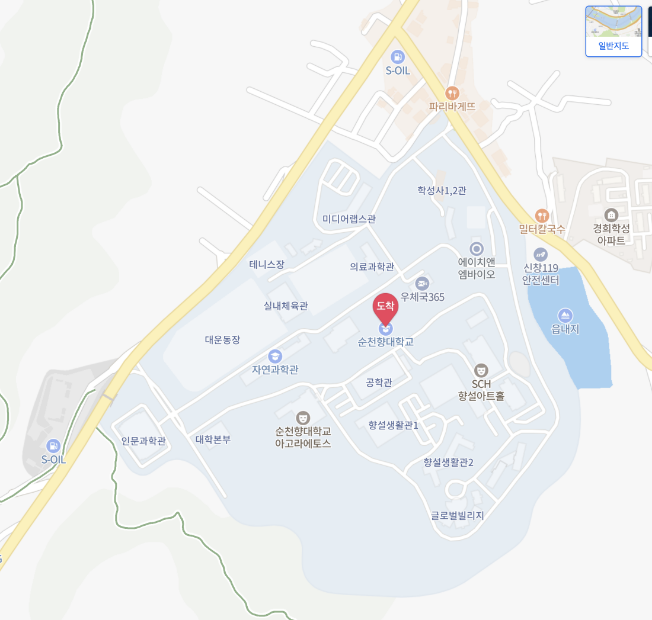 일반지도
S-OIL
파리바게뜨
학성사1,2관
미디어랩스관
밀터칼국수
경희학성
아파트
에이치앤
엠바이오
신창119
안전센터
테니스장
의료과학관
우체국365
실내체육관
도착
읍내지
대운동장
순천향대학교
자연과학관
공학관
SCH
향설아트홀
순천향대학교
아고라에토스
향설생활관1
인문과학관
대학본부
S-OIL
향설생활관2
글로벌빌리지